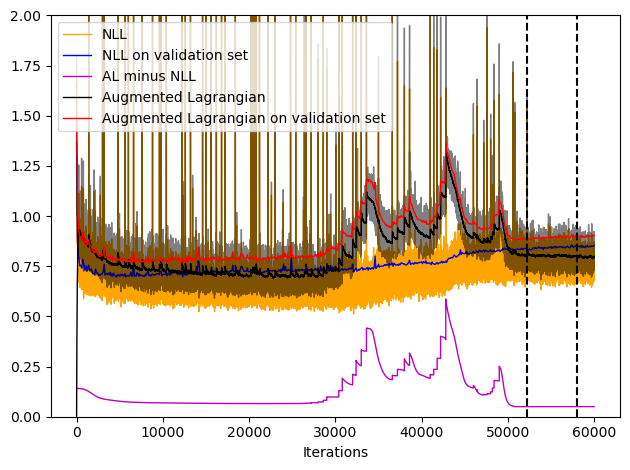 2.00
1.75
1.50
1.25
1.00
0.75
0.50
0.25
0.00
NLL
NLL on validation set
AL minus NLL
Augmented Lagrangian
Augmented Lagrangian on validation set
0 10000 20000 30000 40000 50000 60000
Iterations